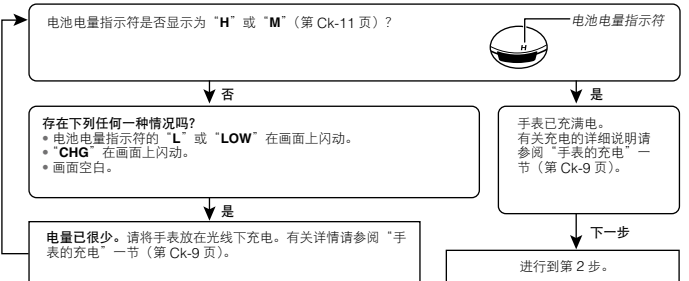 电池电量指示符是否显示为“H”或“M”（第 Ck-11 页）？
电池电量指示符
H
否
是
存在下列任何一种情况吗？
• 电池电量指示符的“L”或“LOW”在画面上闪动。
• “CHG”在画面上闪动。
• 画面空白。
手表已充满电。
有关充电的详细说明请
参阅“手表的充电”一
节（第 Ck-9 页）。
是
下一步
电量已很少。请将手表放在光线下充电。有关详情请参阅“手
表的充电”一节（第 Ck-9 页）。
进行到第 2 步。